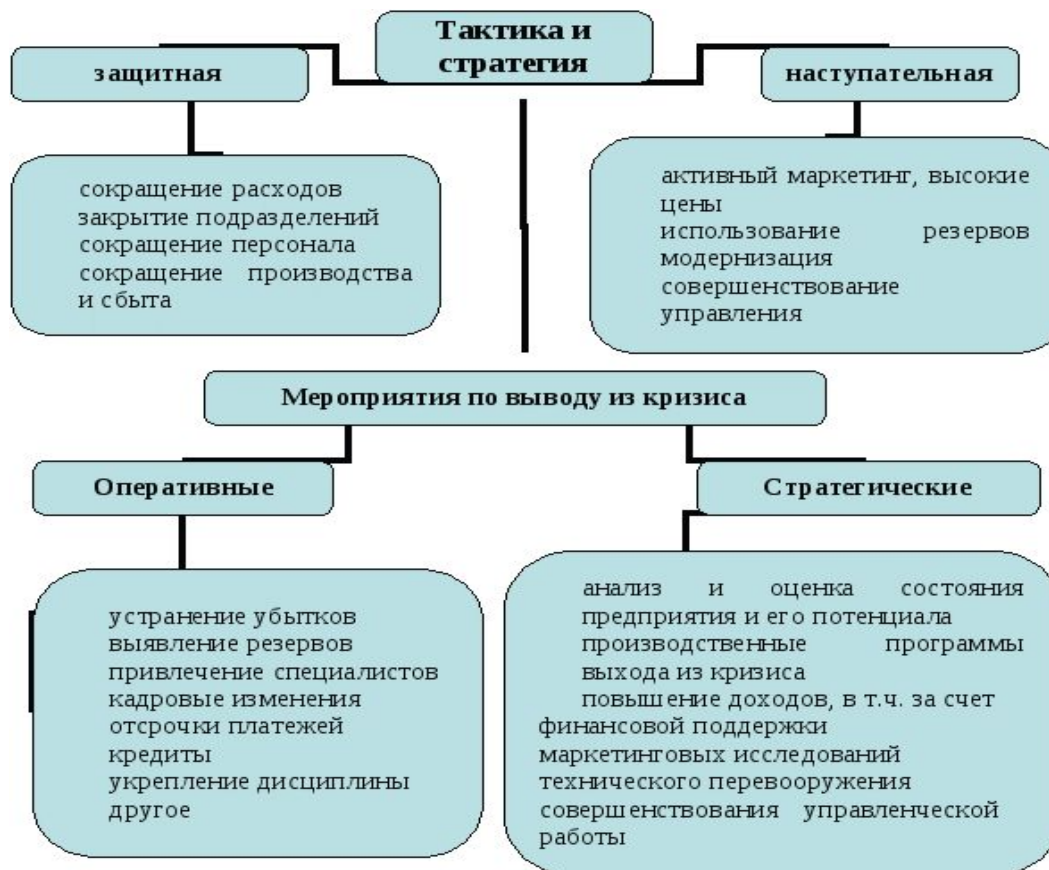 Тактика и
стратегия
защитная
наступательная
сокращение расходов
закрытие подразделений
сокращение персонала
сокращение производства
и сбыта
активный маркетинг, высокие
цены
использование резервов
модернизация
совершенствование
управления
Мероприятия по выводу из кризиса
Оперативные
Стратегические
устранение убытков
выявление резервов
привлечение специалистов
кадровые изменения
отсрочки платежей
кредиты
укрепление дисциплины
другое
анализ и оценка состояния
предприятия и его потенциала
производственные программы
выхода из кризиса
повышение доходов, в т.ч. за счет
финансовой поддержки
маркетинговых исследований
технического перевооружения
совершенствования управленческой
работы